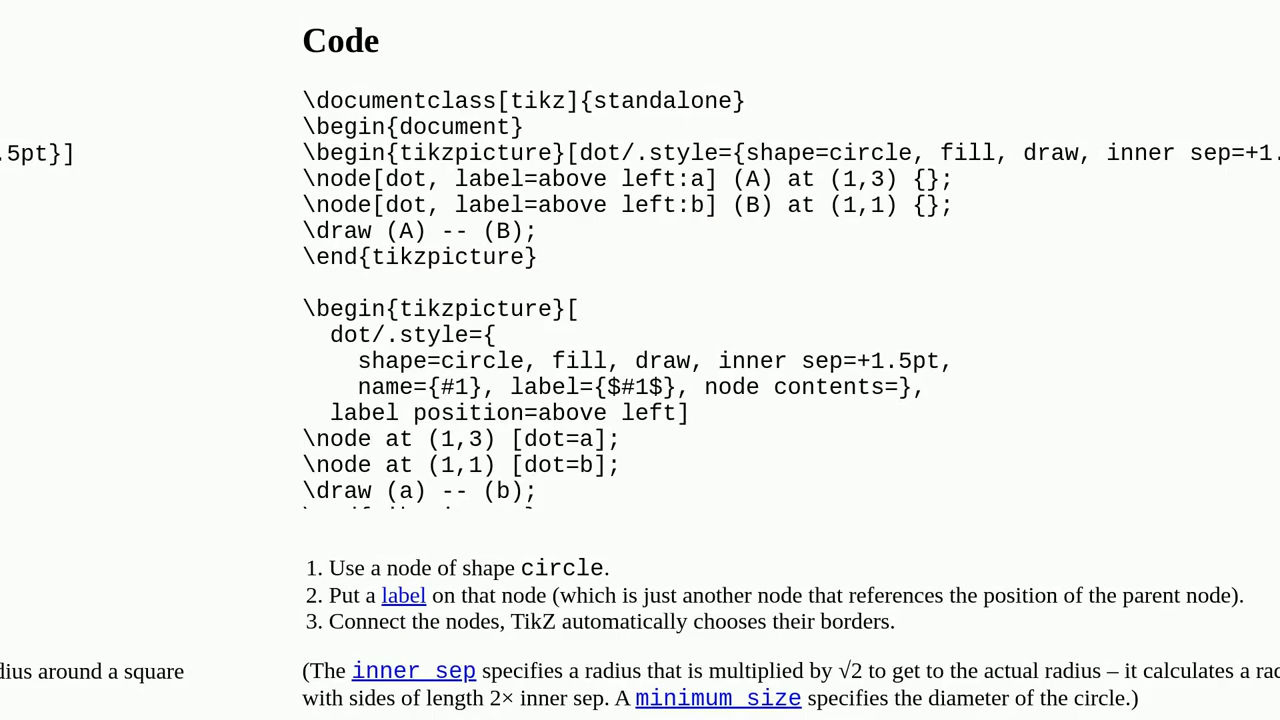 Code
\documentclass[tikz]{standalone}
\begin{document}
.5pt}]
\begin{tikzpicture}[dot/.style={shape=circle, fill, draw, inner sep=+1.
\node[dot, label=above left:a] (A) at (1,3) {};
\node[dot, label=above left:b] (B) at (1,1) {};
\draw (A) -- (B);
\end{tikzpicture}
\begin{tikzpicture}[
  dot/.style={
    shape=circle, fill, draw, inner sep=+1.5pt,
    name={#1}, label={$#1$}, node contents=},
  label position=above left]
\node at (1,3) [dot=a];
\node at (1,1) [dot=b];
\draw (a) -- (b);
1. Use a node of shape circle.
2. Put a label on that node (which is just another node that references the position of the parent node).
3. Connect the nodes, TikZ automatically chooses their borders.
dius around a square
(The inner sep specifies a radius that is multiplied by √2 to get to the actual radius – it calculates a rad
with sides of length 2× inner sep. A minimum size specifies the diameter of the circle.)